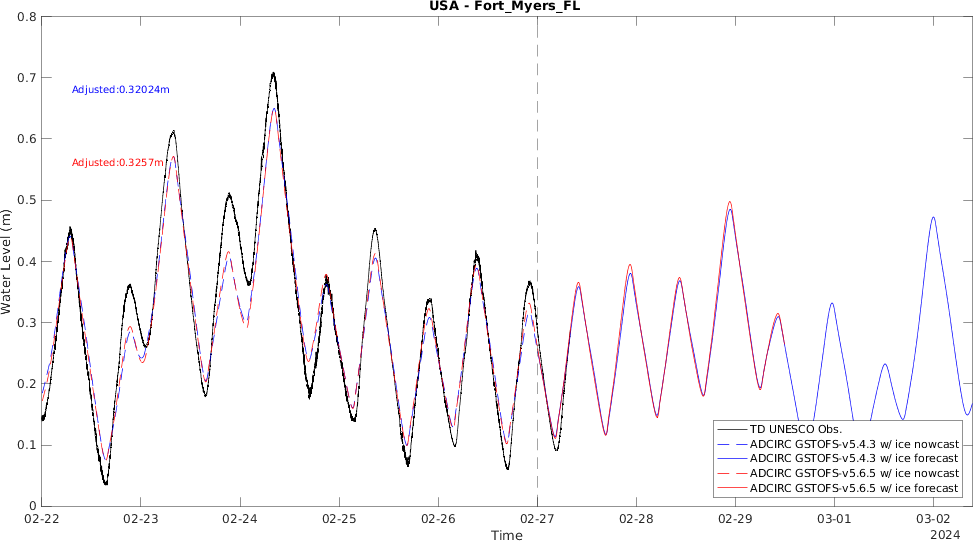 USA - Fort_Myers_FL
0.8
0.7
0.6
0.5
0.4
0.3
0.2
0.1
0
Water Level (m)
Adjusted:0.32024m
Adjusted:0.3257m
TD UNESCO Obs.
ADCIRC GSTOFS-v5.4.3 w/ ice nowcast
ADCIRC GSTOFS-v5.4.3 w/ ice forecast
ADCIRC GSTOFS-v5.6.5 w/ ice nowcast
ADCIRC GSTOFS-v5.6.5 w/ ice forecast
02-22 02-23 02-24 02-25 02-26 02-27 02-28 02-29 03-01 03-02
Time
2024